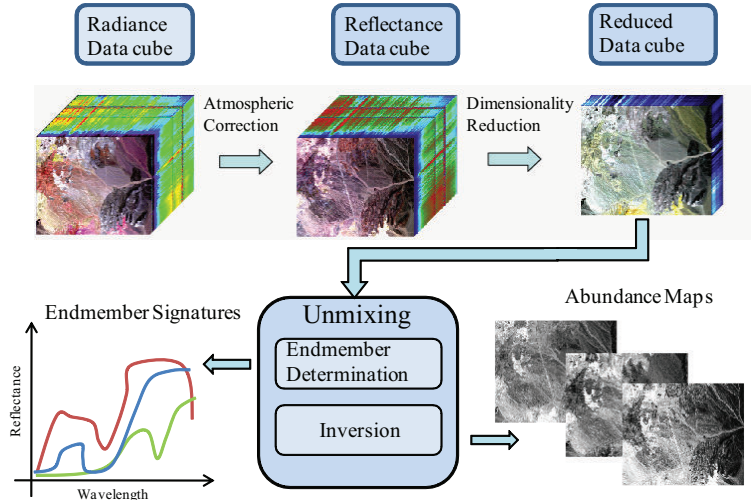 Radiance
Data cube
Reflectance
Data cube
Reduced
Data cube
Atmospheric
Correction
Dimensionality
Reduction
Endmember Signatures
Unmixing
Endmember
Determination
Inversion
Abundance Maps
Reflectance
Wavelength